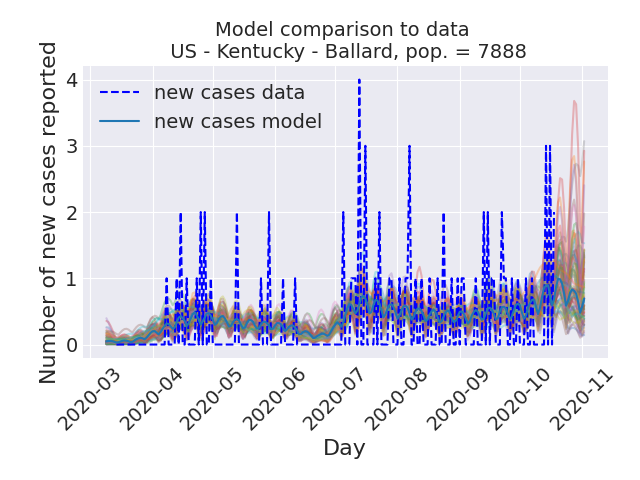 Model comparison to data
US - Kentucky - Ballard, pop. = 7888
Number of new cases reported
4
3
2
1
0
new cases data
new cases model
2020-03
2020-04
2020-05
2020-06
2020-07
2020-08
2020-09
2020-10
2020-11
Day